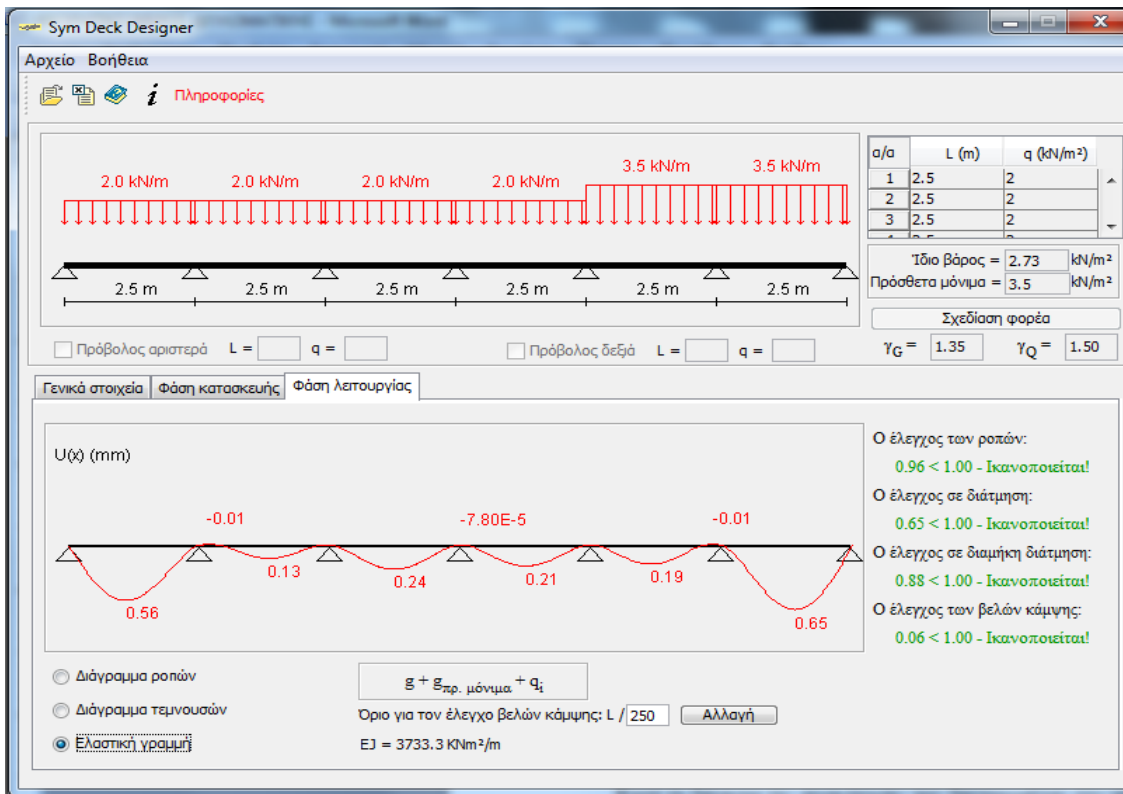 Sym Deck Designer
Αρχείο Βοήθεια
i Πληροφορίες
2.0 kN/m 2.0 kN/m 2.0 kN/m 2.0 kN/m 3.5 kN/m 3.5 kN/m
2.5 m 2.5 m 2.5 m 2.5 m 2.5 m 2.5 m
α/α L (m) q (kN/m²)
1 2.5 2
2 2.5 2
3 2.5 2
Ίδιο βάρος = 2.73 kN/m²
Πρόσθετα μόνιμα = 3.5 kN/m²
Σχεδίαση φορέα
Πρόβολος αριστερά L = q =
Πρόβολος δεξιά L = q =
γG = 1.35 γQ = 1.50
Γενικά στοιχεία Φάση κατασκευής Φάση λειτουργίας
U(x) (mm)
-0.01 -7.80E-5 -0.01
0.56 0.13 0.24 0.21 0.19 0.65
Ο έλεγχος των ροπών:
0.96 < 1.00 - Ικανοποιείται!
Ο έλεγχος σε διάτμηση:
0.65 < 1.00 - Ικανοποιείται!
Ο έλεγχος σε διαμήκη διάτμηση:
0.88 < 1.00 - Ικανοποιείται!
Ο έλεγχος των βελών κάμψης:
0.06 < 1.00 - Ικανοποιείται!
Διάγραμμα ροπών
Διάγραμμα τεμνουσών
Ελαστική γραμμή
g + gπρ. μόνιμα + qi
Όριο για τον έλεγχο βελών κάμψης: L / 250 Αλλαγή
EJ = 3733.3 KNm²/m